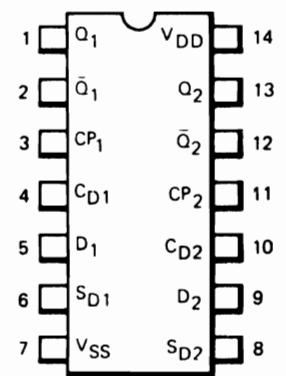 1 Q1 VDD 14
2 Q̄1 Q2 13
3 CP1 Q̄2 12
4 CD1 CP2 11
5 D1 CD2 10
6 SD1 D2 9
7 VSS SD2 8